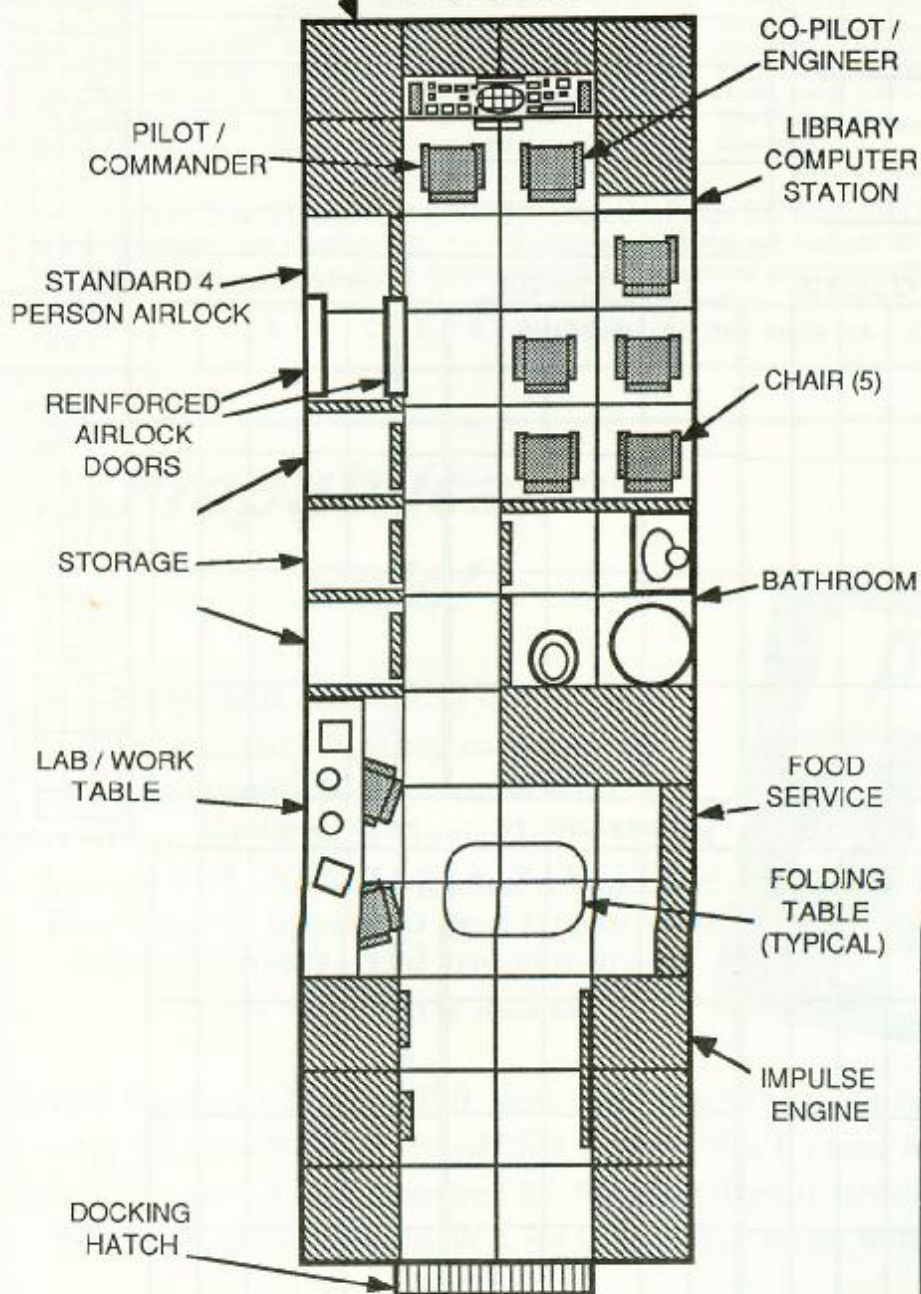 CO-PILOT /
ENGINEER
PILOT /
COMMANDER
LIBRARY
COMPUTER
STATION
STANDARD 4
PERSON AIRLOCK
REINFORCED
AIRLOCK
DOORS
CHAIR (5)
STORAGE
BATHROOM
LAB / WORK
TABLE
FOOD
SERVICE
FOLDING
TABLE
(TYPICAL)
IMPULSE
ENGINE
DOCKING
HATCH